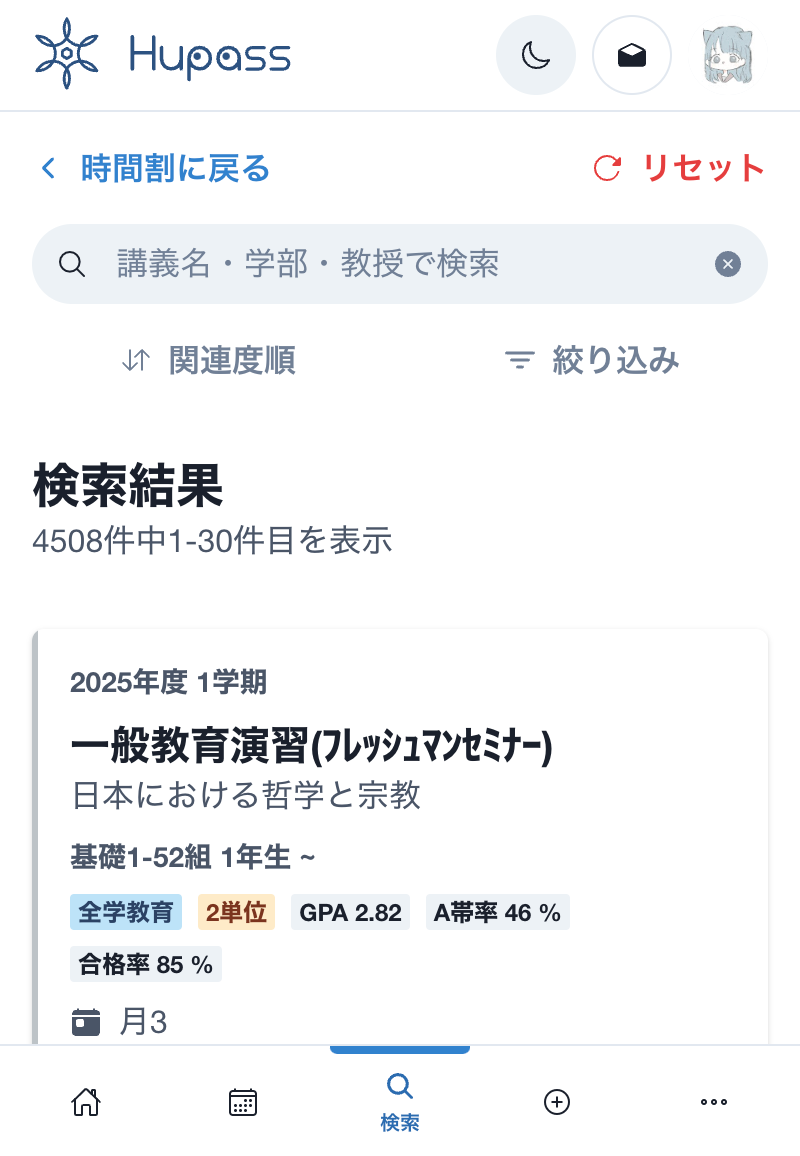 Hupass
時間割に戻る
リセット
講義名・学部・教授で検索
関連度順
絞り込み
検索結果
4508件中1-30件目を表示
2025年度 1学期
一般教育演習(ﾌﾚｯｼｭﾏﾝｾﾐﾅｰ)
日本における哲学と宗教
基礎1-52組 1年生 ~
全学教育 2単位 GPA 2.82 A帯率 46 %
合格率 85 %
月3
検索